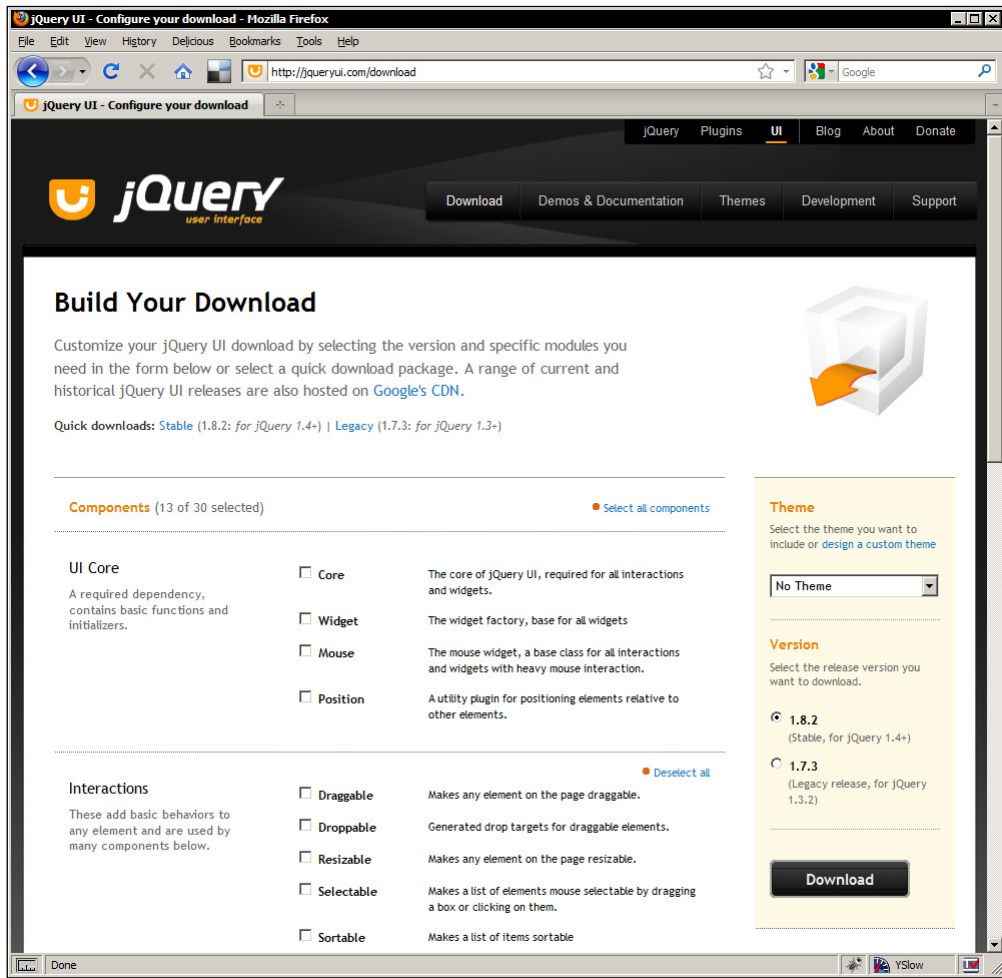 jQuery UI - Configure your download - Mozilla Firefox
File Edit View History Delicious Bookmarks Tools Help
http://jqueryui.com/download
Google
jQuery UI - Configure your download
jQuery Plugins UI Blog About Donate
jQuery
user interface
Download Demos & Documentation Themes Development Support
Build Your Download
Customize your jQuery UI download by selecting the version and specific modules you
need in the form below or select a quick download package. A range of current and
historical jQuery UI releases are also hosted on Google's CDN.
Quick downloads: Stable (1.8.2: for jQuery 1.4+) | Legacy (1.7.3: for jQuery 1.3+)
Components (13 of 30 selected)
Select all components
UI Core
A required dependency,
contains basic functions and
initializers.
Core
The core of jQuery UI, required for all interactions
and widgets.
Widget
The widget factory, base for all widgets
Mouse
The mouse widget, a base class for all interactions
and widgets with heavy mouse interaction.
Position
A utility plugin for positioning elements relative to
other elements.
Deselect all
Interactions
These add basic behaviors to
any element and are used by
many components below.
Draggable
Makes any element on the page draggable.
Droppable
Generated drop targets for draggable elements.
Resizable
Makes any element on the page resizable.
Selectable
Makes a list of elements mouse selectable by dragging
a box or clicking on them.
Sortable
Makes a list of items sortable
Theme
Select the theme you want to
include or design a custom theme
No Theme
Version
Select the release version you
want to download.
1.8.2
(Stable, for jQuery 1.4+)
1.7.3
(Legacy release, for jQuery
1.3.2)
Download
Done
YSlow